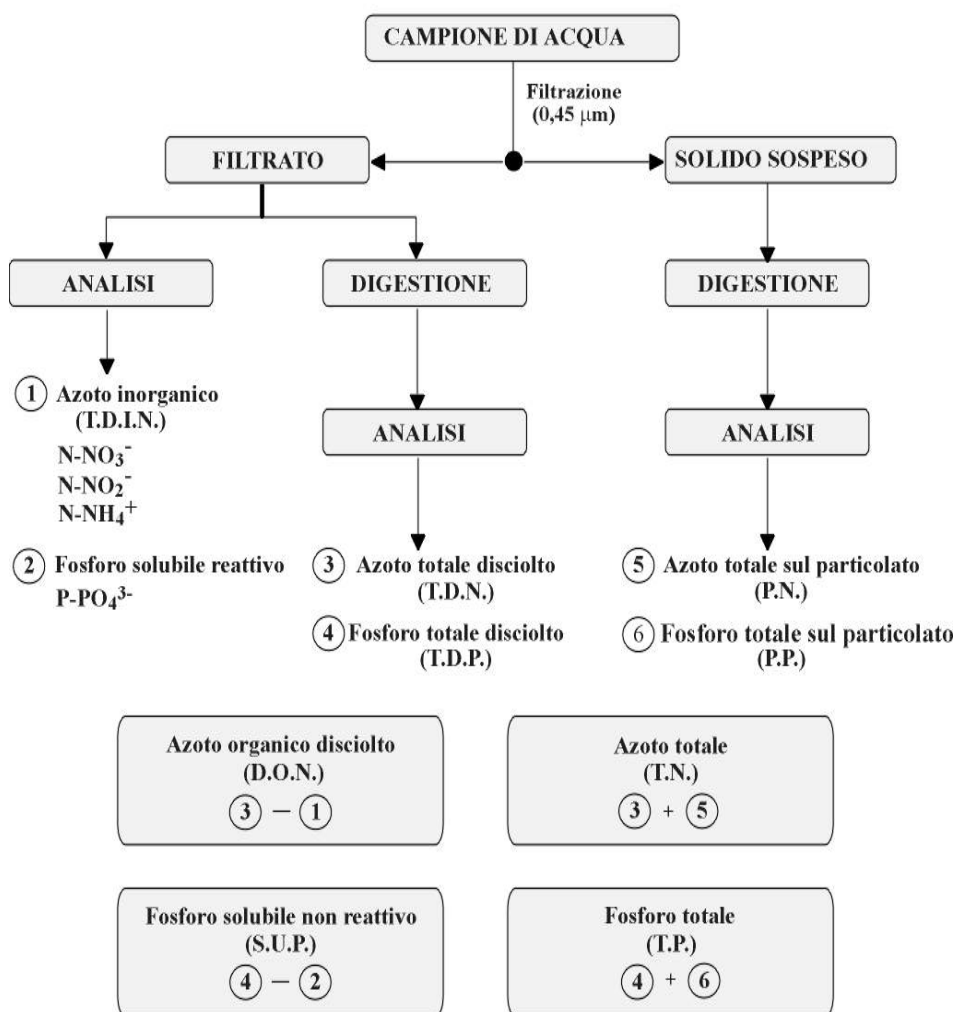 CAMPIONE DI ACQUA
Filtrazione
(0,45 μm)
FILTRATO
SOLIDO SOSPESO
ANALISI
DIGESTIONE
DIGESTIONE
1 Azoto inorganico
(T.D.I.N.)
N-NO₃⁻
N-NO₂⁻
N-NH₄⁺
2 Fosforo solubile reattivo
P-PO₄³⁻
ANALISI
3 Azoto totale disciolto
(T.D.N.)
4 Fosforo totale disciolto
(T.D.P.)
ANALISI
5 Azoto totale sul particolato
(P.N.)
6 Fosforo totale sul particolato
(P.P.)
Azoto organico disciolto
(D.O.N.)
3 — 1
Azoto totale
(T.N.)
3 + 5
Fosforo solubile non reattivo
(S.U.P.)
4 — 2
Fosforo totale
(T.P.)
4 + 6